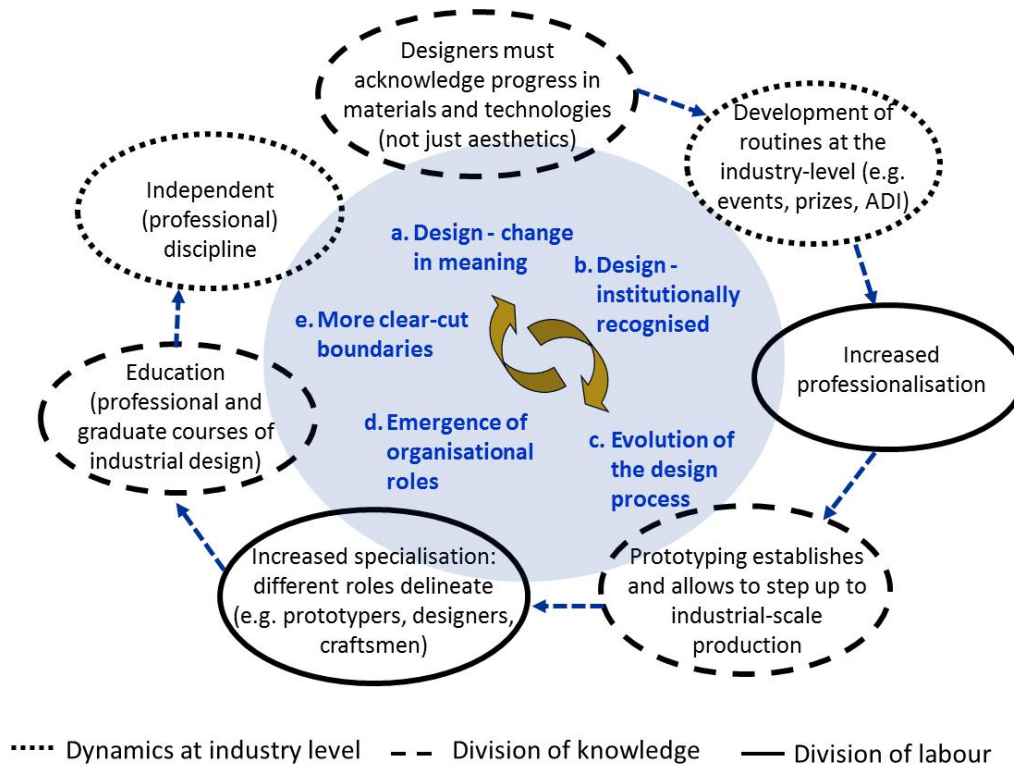 Designers must
acknowledge progress in
materials and technologies
(not just aesthetics)
Development of
routines at the
industry-level (e.g.
events, prizes, ADI)
Independent
(professional)
discipline
a. Design - change
in meaning
b. Design -
institutionally
recognised
e. More clear-cut
boundaries
Increased
professionalisation
Education
(professional and
graduate courses of
industrial design)
d. Emergence of
organisational
roles
c. Evolution of
the design
process
Increased specialisation:
different roles delineate
(e.g. prototypers, designers,
craftsmen)
Prototyping establishes
and allows to step up to
industrial-scale
production
Dynamics at industry level
Division of knowledge
Division of labour